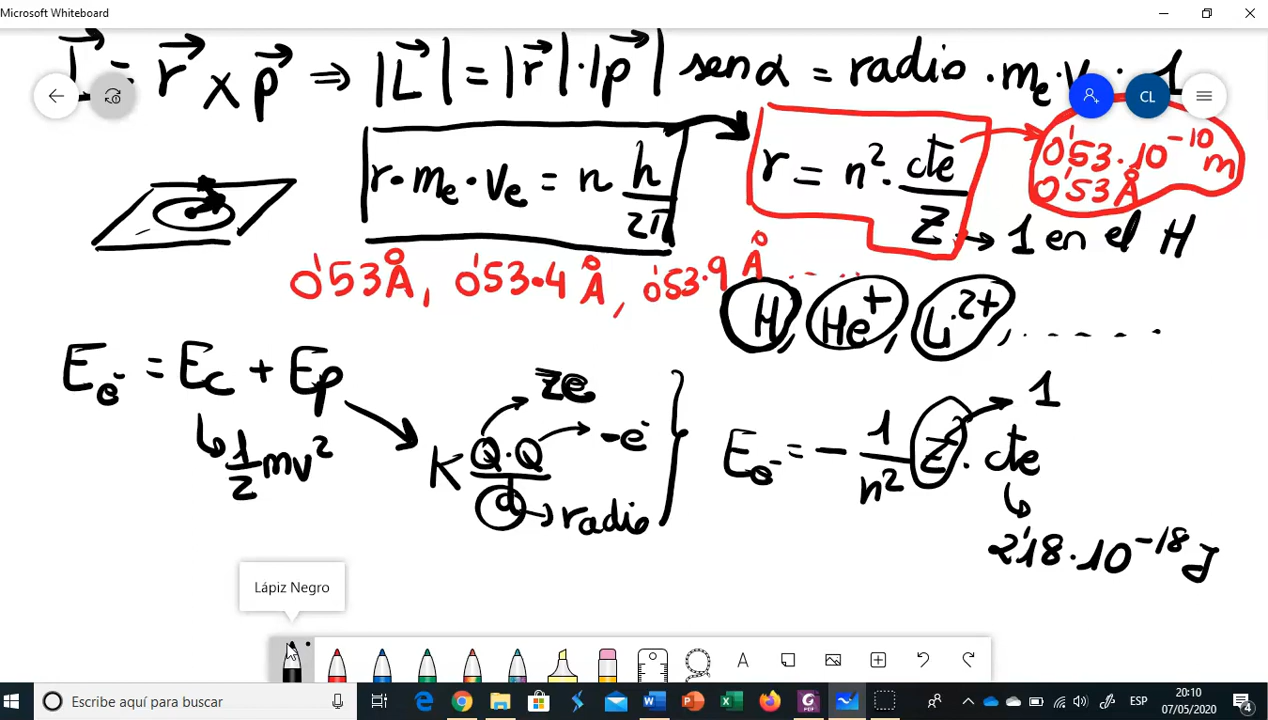 Microsoft Whiteboard
L = r x p ⇒ |L| = |r|·|p| sen α = radio · me · v · 1
CL
r · me · ve = n h/2π
r = n² · cte/Z
0'53·10⁻¹⁰ m
0'53 Å
→ 1 en el H
0'53 Å, 0'53·4 Å, 0'53·9 Å ......
H, He⁺, Li²⁺, ......
Ee⁻ = Ec + Ep
1/2 mv²
K Q·Q/d
Ze
-e⁻
→ radio
Ee⁻ = - 1/n² Z · cte
1
2'18·10⁻¹⁸ J
Lápiz Negro
A
Escribe aquí para buscar
ESP
20:10
07/05/2020
4